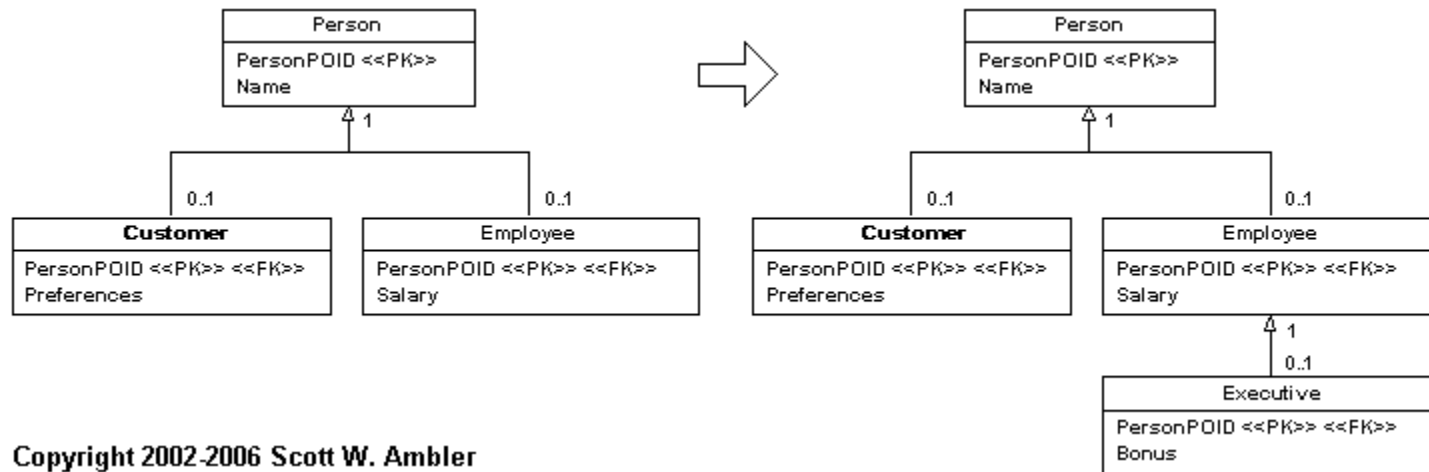 Person
PersonPOID <<PK>>
Name
1
0..1
0..1
Customer
PersonPOID <<PK>> <<FK>>
Preferences
Employee
PersonPOID <<PK>> <<FK>>
Salary
Person
PersonPOID <<PK>>
Name
1
0..1
0..1
Customer
PersonPOID <<PK>> <<FK>>
Preferences
Employee
PersonPOID <<PK>> <<FK>>
Salary
1
0..1
Executive
PersonPOID <<PK>> <<FK>>
Bonus
Copyright 2002-2006 Scott W. Ambler